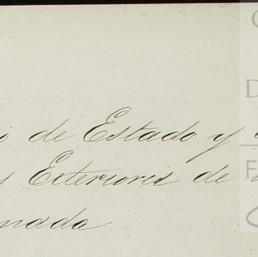 i de Estado y
s Exteriores de
nada